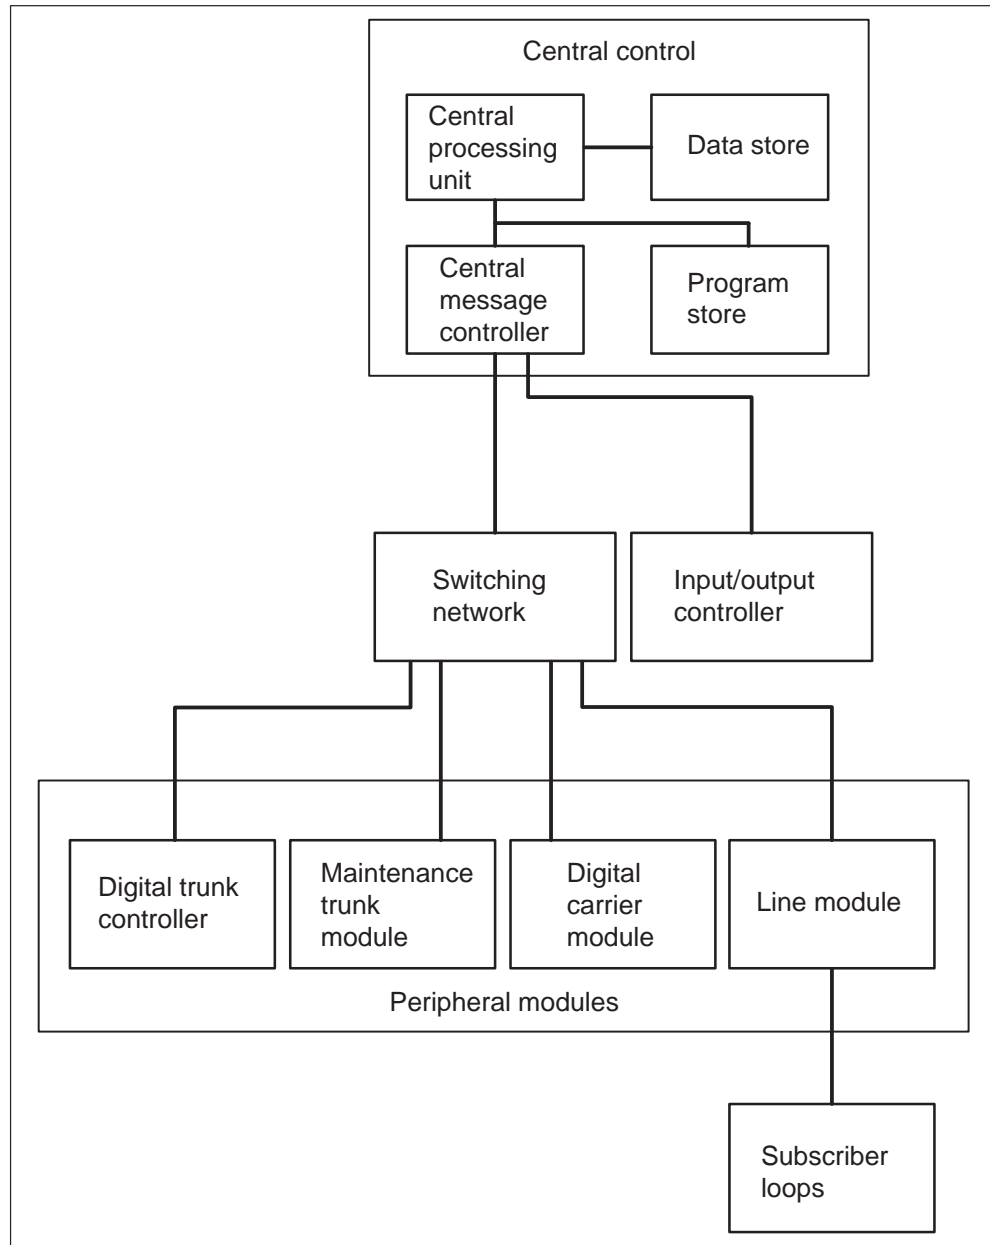 Central control
Central
processing
unit
Data store
Central
message
controller
Program
store
Switching
network
Input/output
controller
Digital trunk
controller
Maintenance
trunk
module
Digital
carrier
module
Line module
Peripheral modules
Subscriber
loops